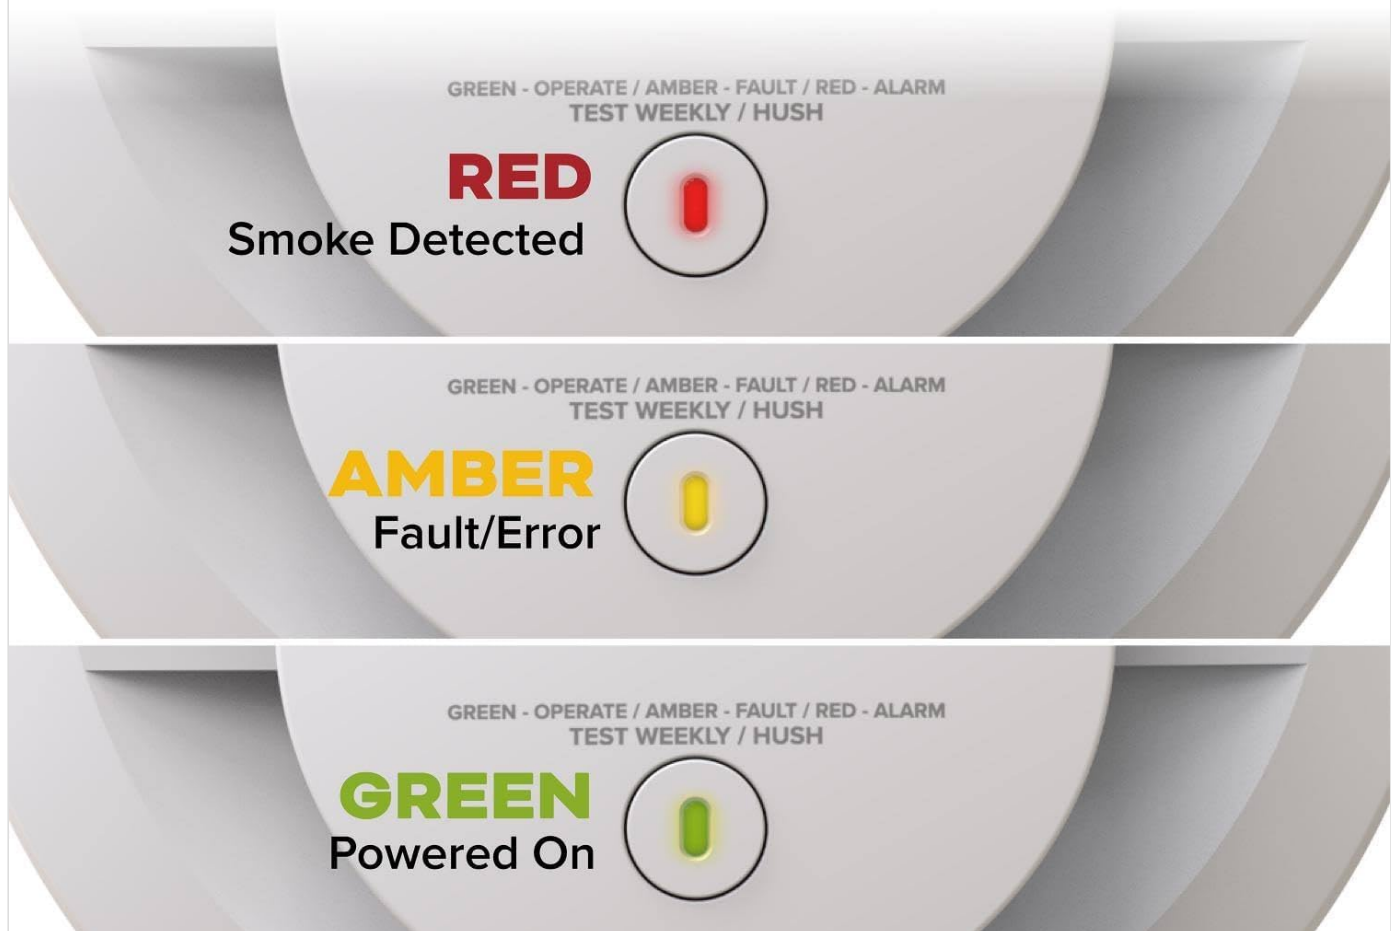 GREEN - OPERATE / AMBER - FAULT / RED - ALARM
TEST WEEKLY / HUSH
RED
Smoke Detected
GREEN - OPERATE / AMBER - FAULT / RED - ALARM
TEST WEEKLY / HUSH
AMBER
Fault/Error
GREEN - OPERATE / AMBER - FAULT / RED - ALARM
TEST WEEKLY / HUSH
GREEN
Powered On